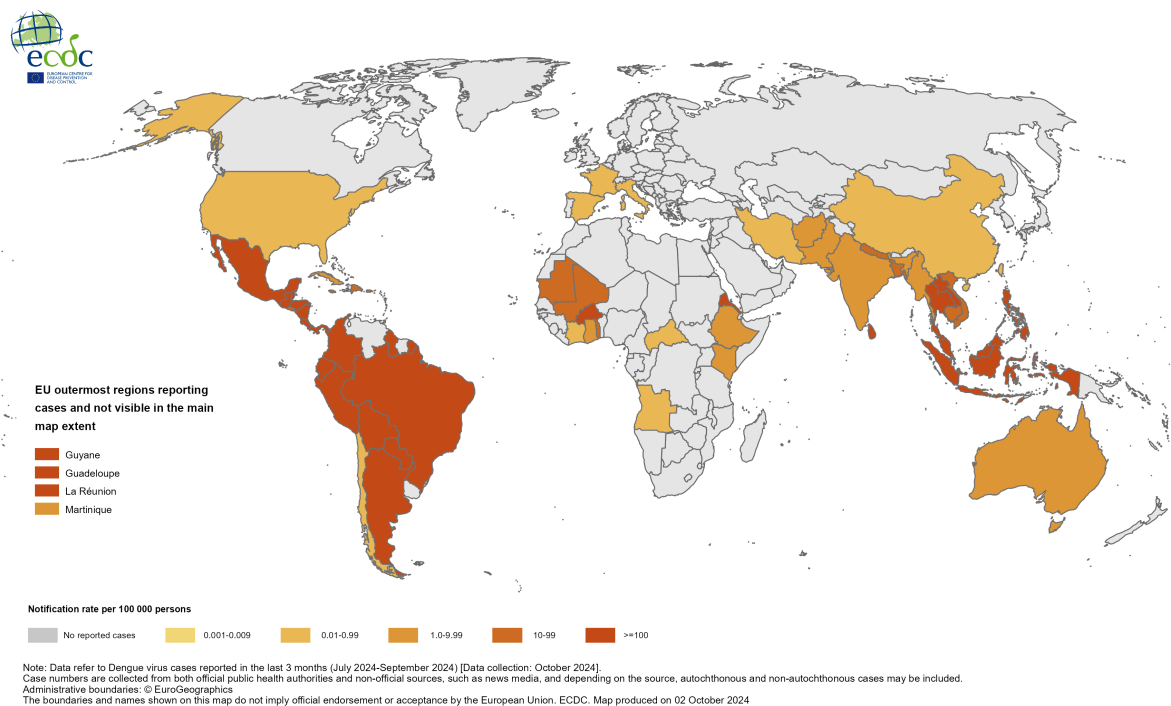 ecdc
EUROPEAN CENTRE FOR
DISEASE PREVENTION
AND CONTROL
EU outermost regions reporting
cases and not visible in the main
map extent
Guyane
Guadeloupe
La Réunion
Martinique
Notification rate per 100 000 persons
No reported cases
0.001-0.009
0.01-0.99
1.0-9.99
10-99
>=100
Note: Data refer to Dengue virus cases reported in the last 3 months (July 2024-September 2024) [Data collection: October 2024].
Case numbers are collected from both official public health authorities and non-official sources, such as news media, and depending on the source, autochthonous and non-autochthonous cases may be included.
Administrative boundaries: © EuroGeographics
The boundaries and names shown on this map do not imply official endorsement or acceptance by the European Union. ECDC. Map produced on 02 October 2024